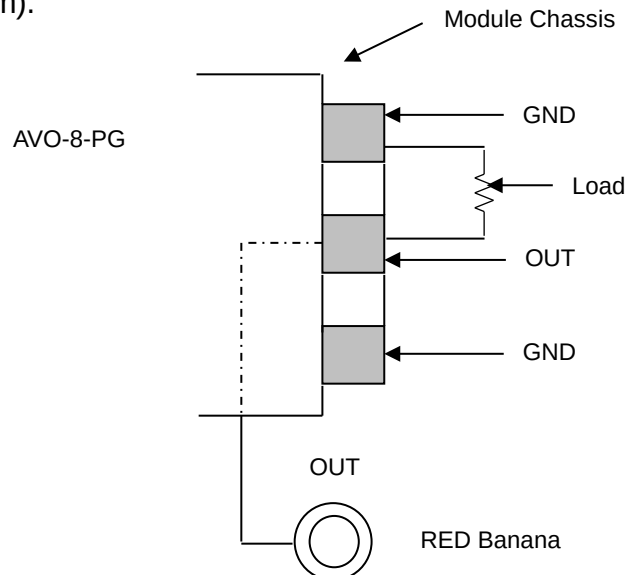 n).
Module Chassis
GND
AVO-8-PG
Load
OUT
GND
OUT
RED Banana